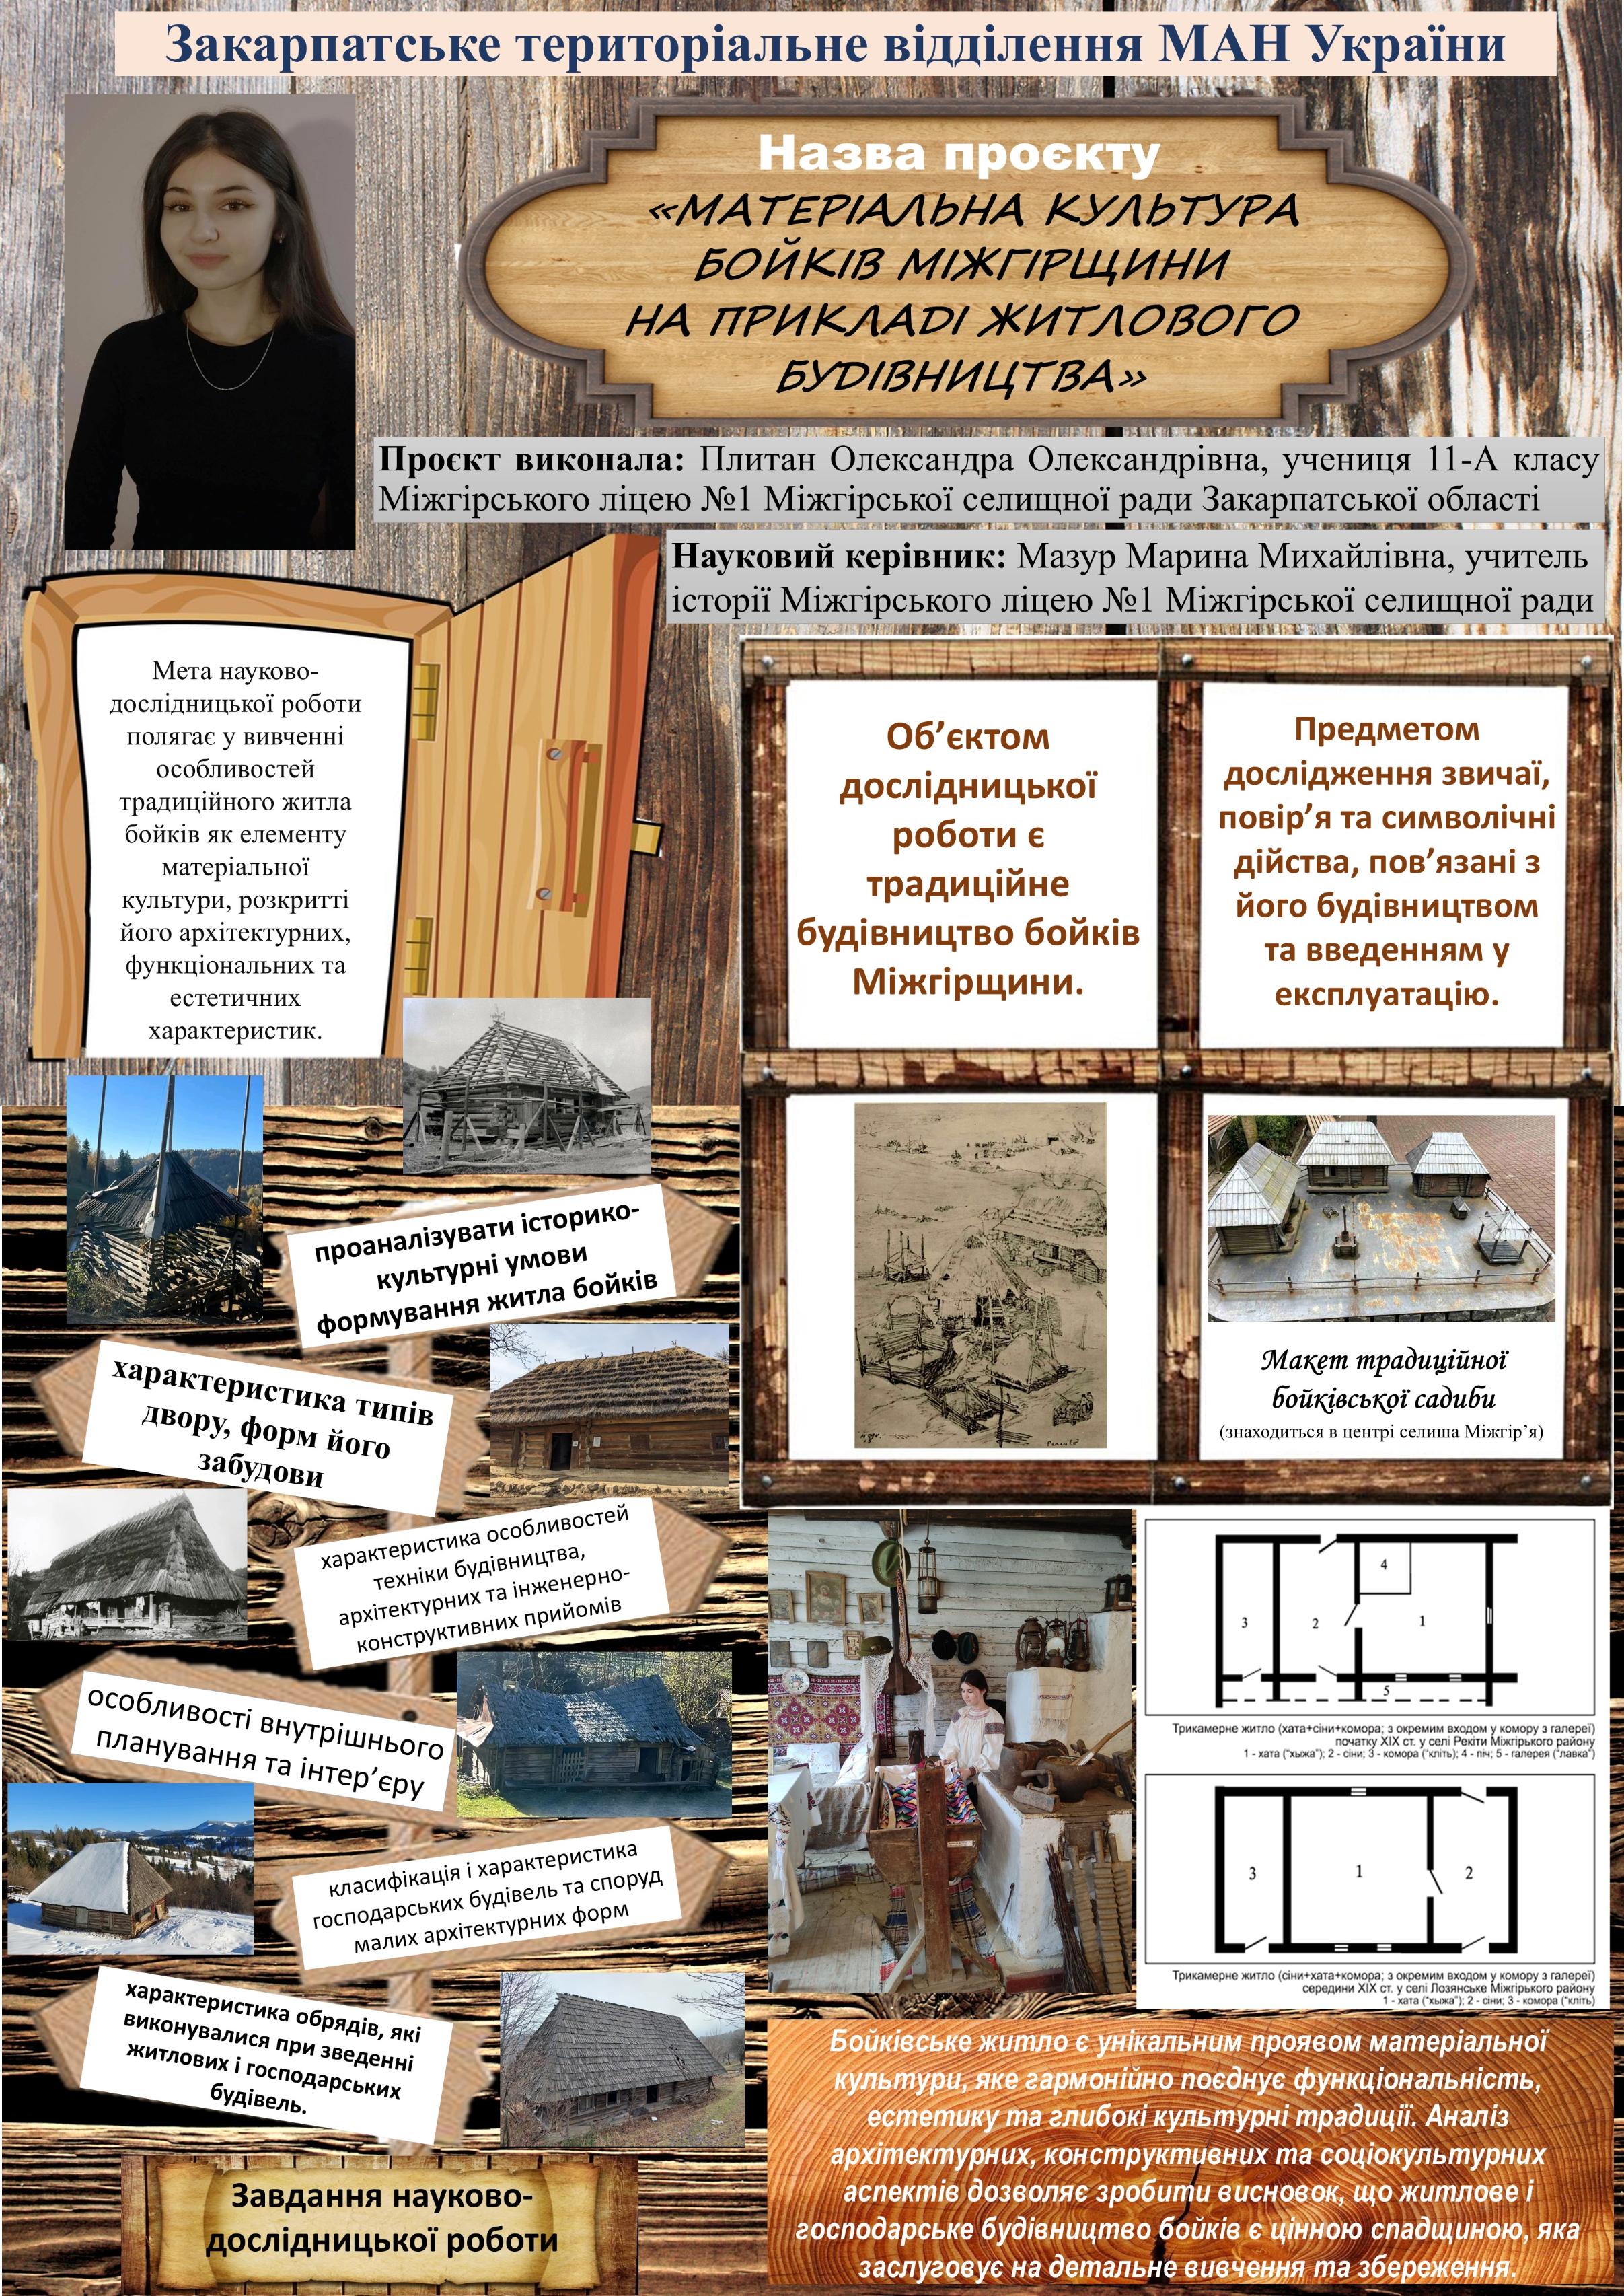 Закарпатське територіальне відділення МАН України
Назва проєкту
«МАТЕРІАЛЬНА КУЛЬТУРА
БОЙКІВ МІЖГІРЩИНИ
НА ПРИКЛАДІ ЖИТЛОВОГО
БУДІВНИЦТВА»
Проєкт виконала: Плитан Олександра Олександрівна, учениця 11-А класу
Міжгірського ліцею №1 Міжгірської селищної ради Закарпатської області
Науковий керівник: Мазур Марина Михайлівна, учитель
історії Міжгірського ліцею №1 Міжгірської селищної ради
Мета науково-
дослідницької роботи
полягає у вивченні
особливостей
традиційного житла
бойків як елементу
матеріальної
культури, розкритті
його архітектурних,
функціональних та
естетичних
характеристик.
Об’єктом
дослідницької
роботи є
традиційне
будівництво бойків
Міжгірщини.
Предметом
дослідження звичаї,
повір’я та символічні
дійства, пов’язані з
його будівництвом
та введенням у
експлуатацію.
Макет традиційної
бойківської садиби
(знаходиться в центрі селиша Міжгір’я)
проаналізувати історико-
культурні умови
формування житла бойків
характеристика типів
двору, форм його
забудови
характеристика особливостей
техніки будівництва,
архітектурних та інженерно-
конструктивних прийомів
особливості внутрішнього
планування та інтер’єру
класифікація і характеристика
господарських будівель та споруд
малих архітектурних форм
характеристика обрядів, які
виконувалися при зведенні
житлових і господарських
будівель.
Завдання науково-
дослідницької роботи
4
3
2
1
5
Трикамерне житло (хата+сіни+комора; з окремим входом у комору з галереї)
початку XIX ст. у селі Рекіти Міжгірького району
1 - хата ("хыжа"); 2 - сіни; 3 - комора ("кліть); 4 - піч; 5 - галерея ("лавка")
3
1
2
Трикамерне житло (сіни+хата+комора; з окремим входом у комору з галереї)
середини XIX ст. у селі Лозянське Міжгірького району
1 - хата ("хыжа"); 2 - сіни; 3 - комора ("кліть)
Бойківське житло є унікальним проявом матеріальної
культури, яке гармонійно поєднує функціональність,
естетику та глибокі культурні традиції. Аналіз
архітектурних, конструктивних та соціокультурних
аспектів дозволяє зробити висновок, що житлове і
господарське будівництво бойків є цінною спадщиною, яка
заслуговує на детальне вивчення та збереження.